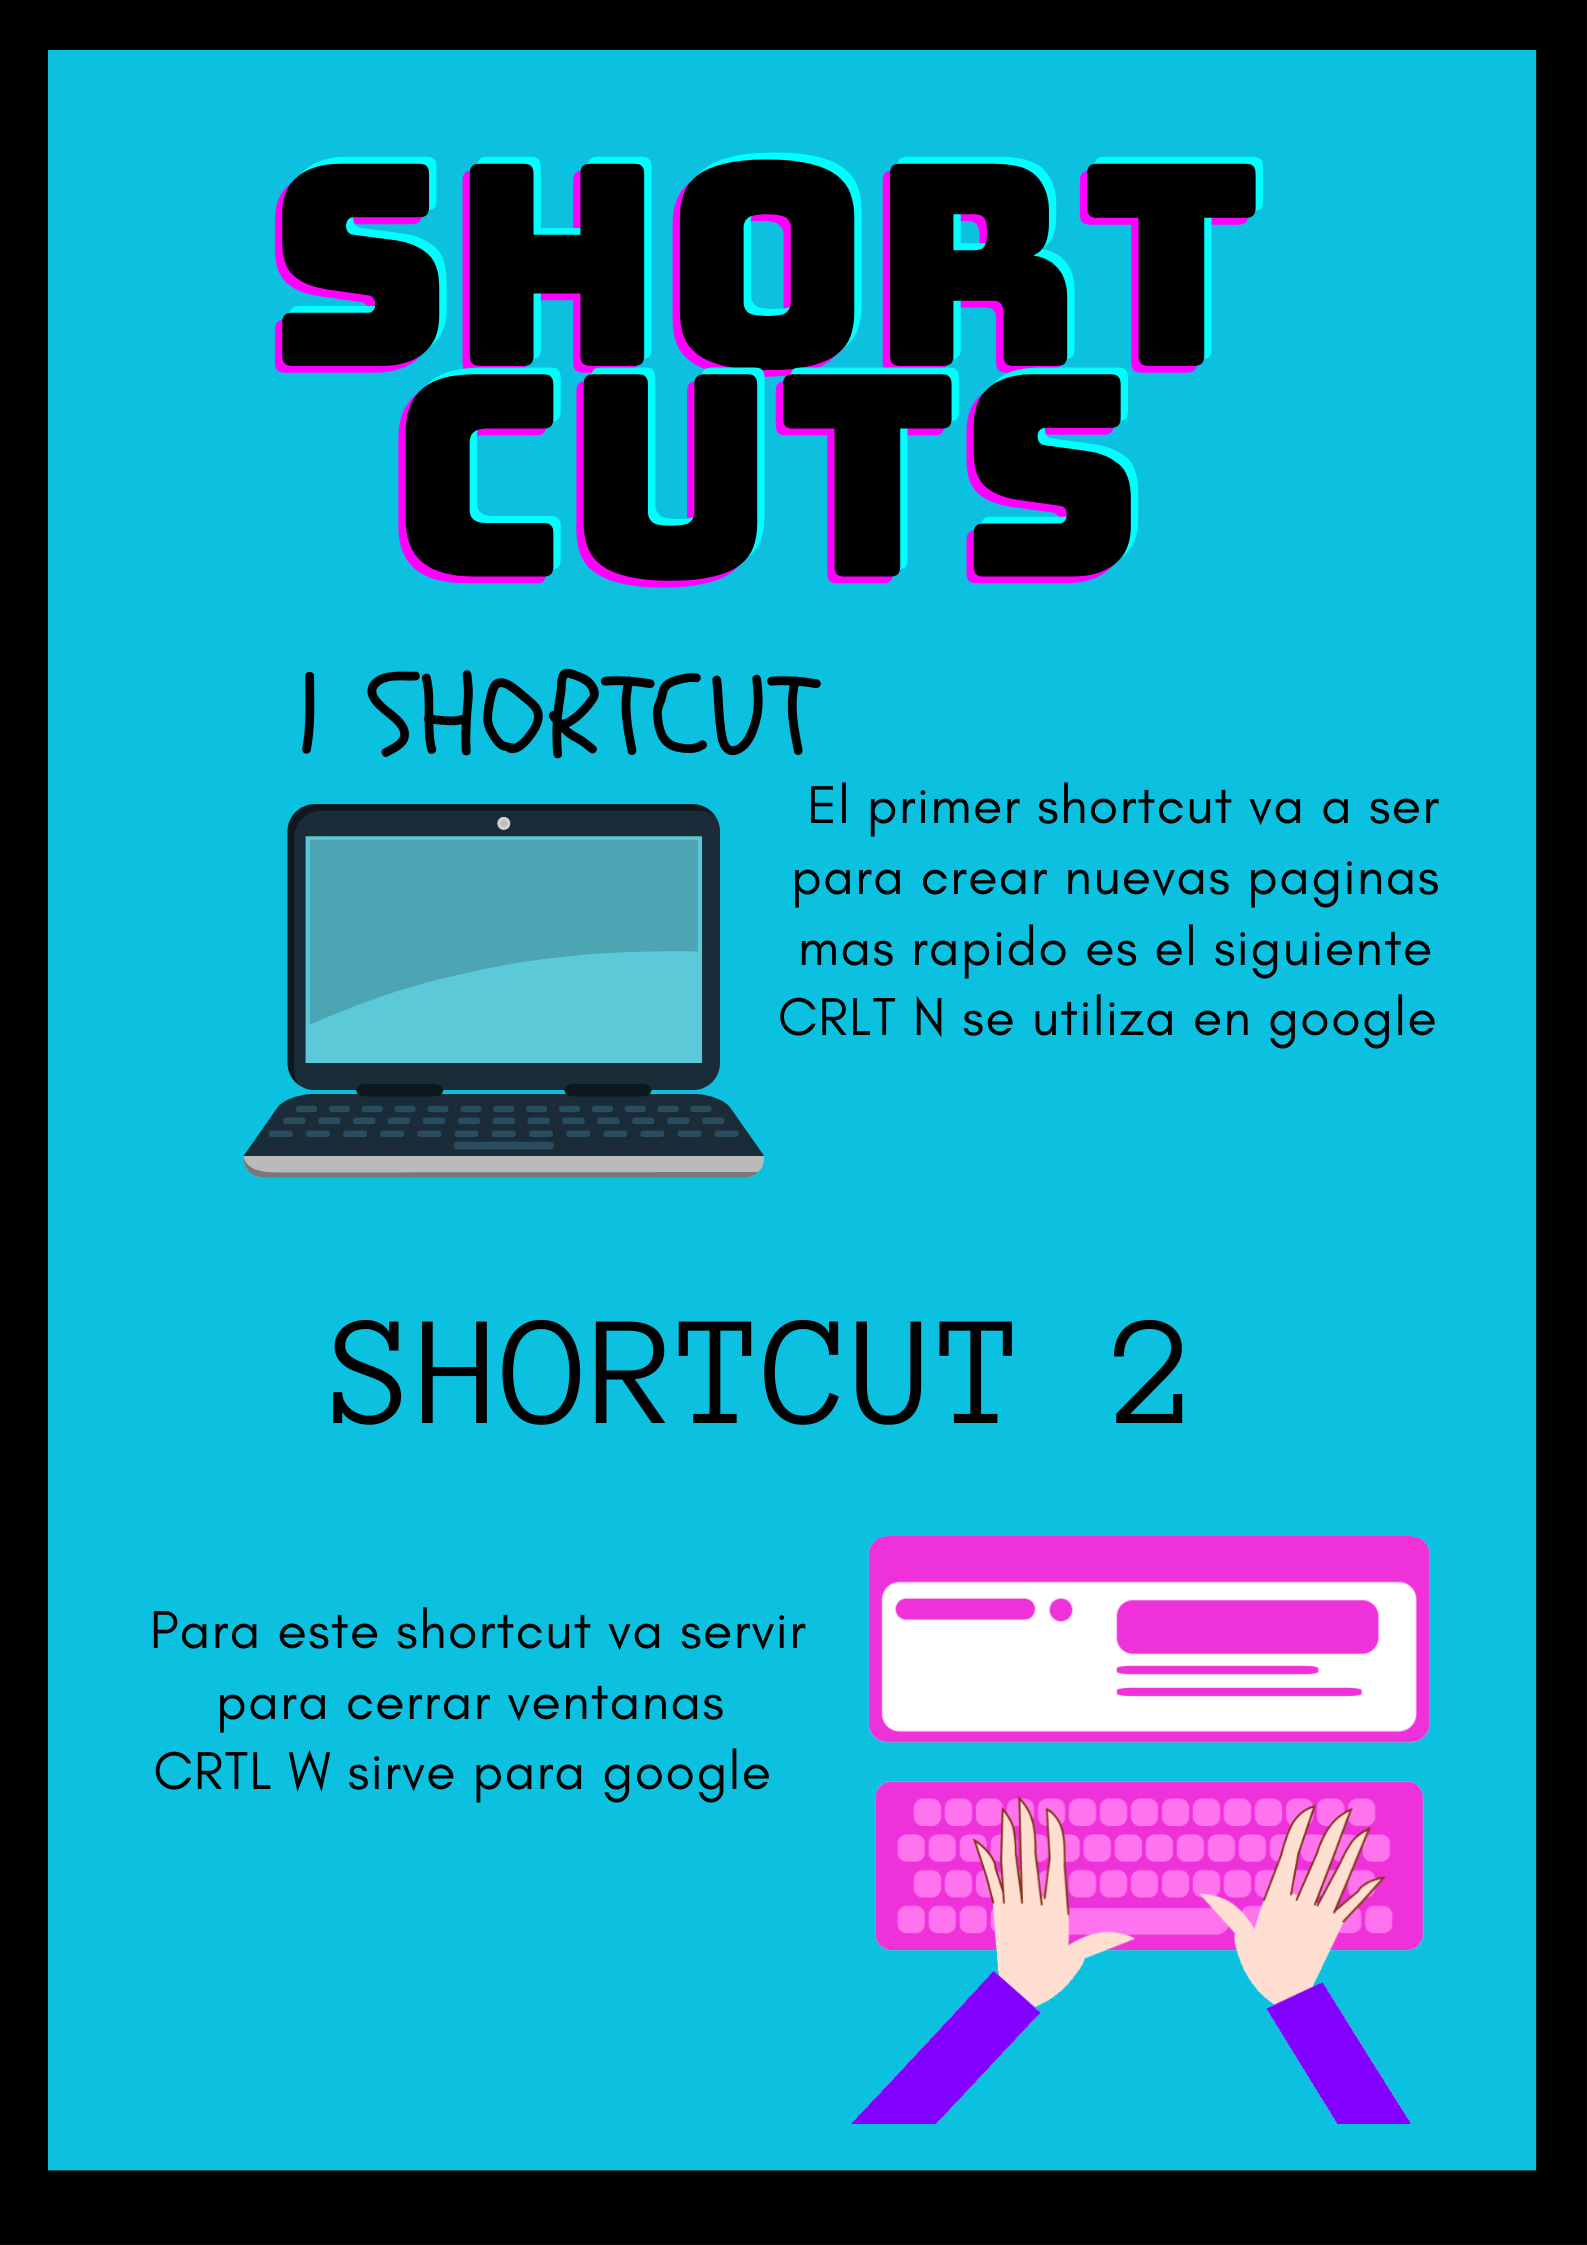 SHORT
CUTS
1 SHORTCUT
El primer shortcut va a ser
para crear nuevas paginas
mas rapido es el siguiente
CRLT N se utiliza en google
SHORTCUT 2
Para este shortcut va servir
para cerrar ventanas
CRTL W sirve para google